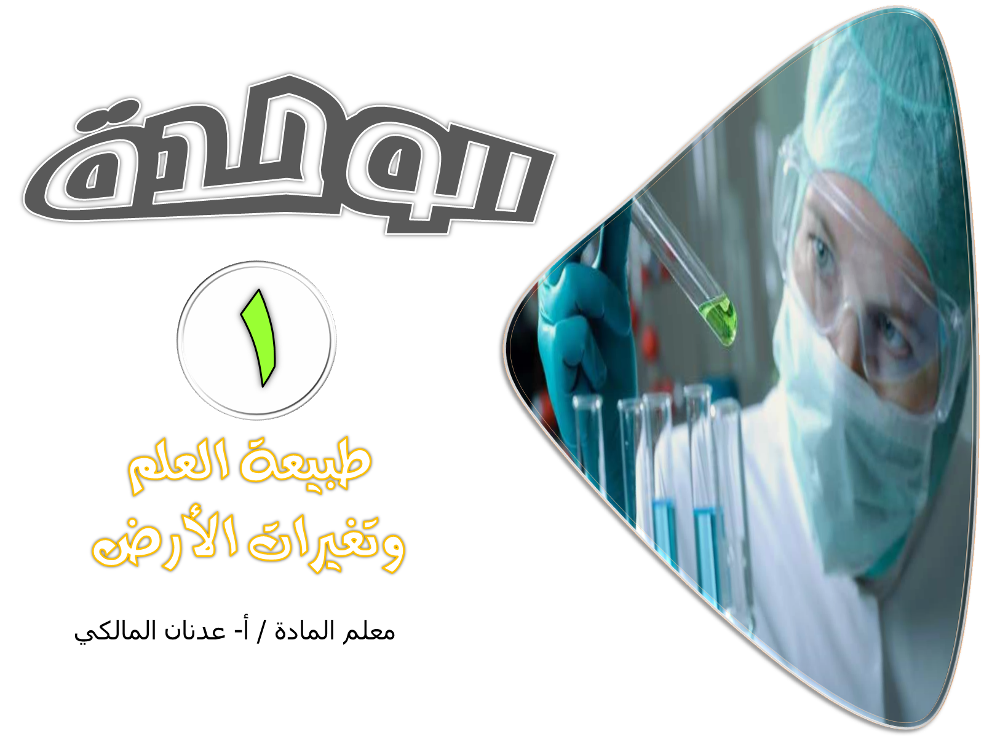 الوحدة
١
طبيعة العلم
وتغيرات الأرض
معلم المادة / أ- عدنان المالكي